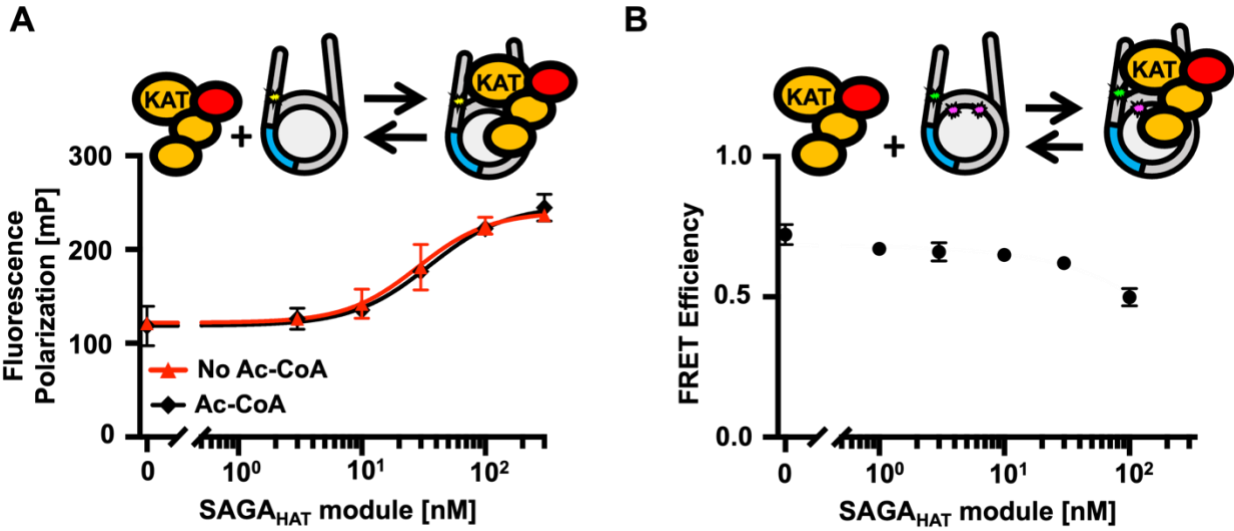 A
KAT
+
KAT
300
200
100
0
Fluorescence
Polarization [mP]
No Ac-CoA
Ac-CoA
0
10⁰
10¹
10²
SAGAHAT module [nM]
B
KAT
+
KAT
1.0
0.5
0.0
FRET Efficiency
0
10⁰
10¹
10²
SAGAHAT module [nM]